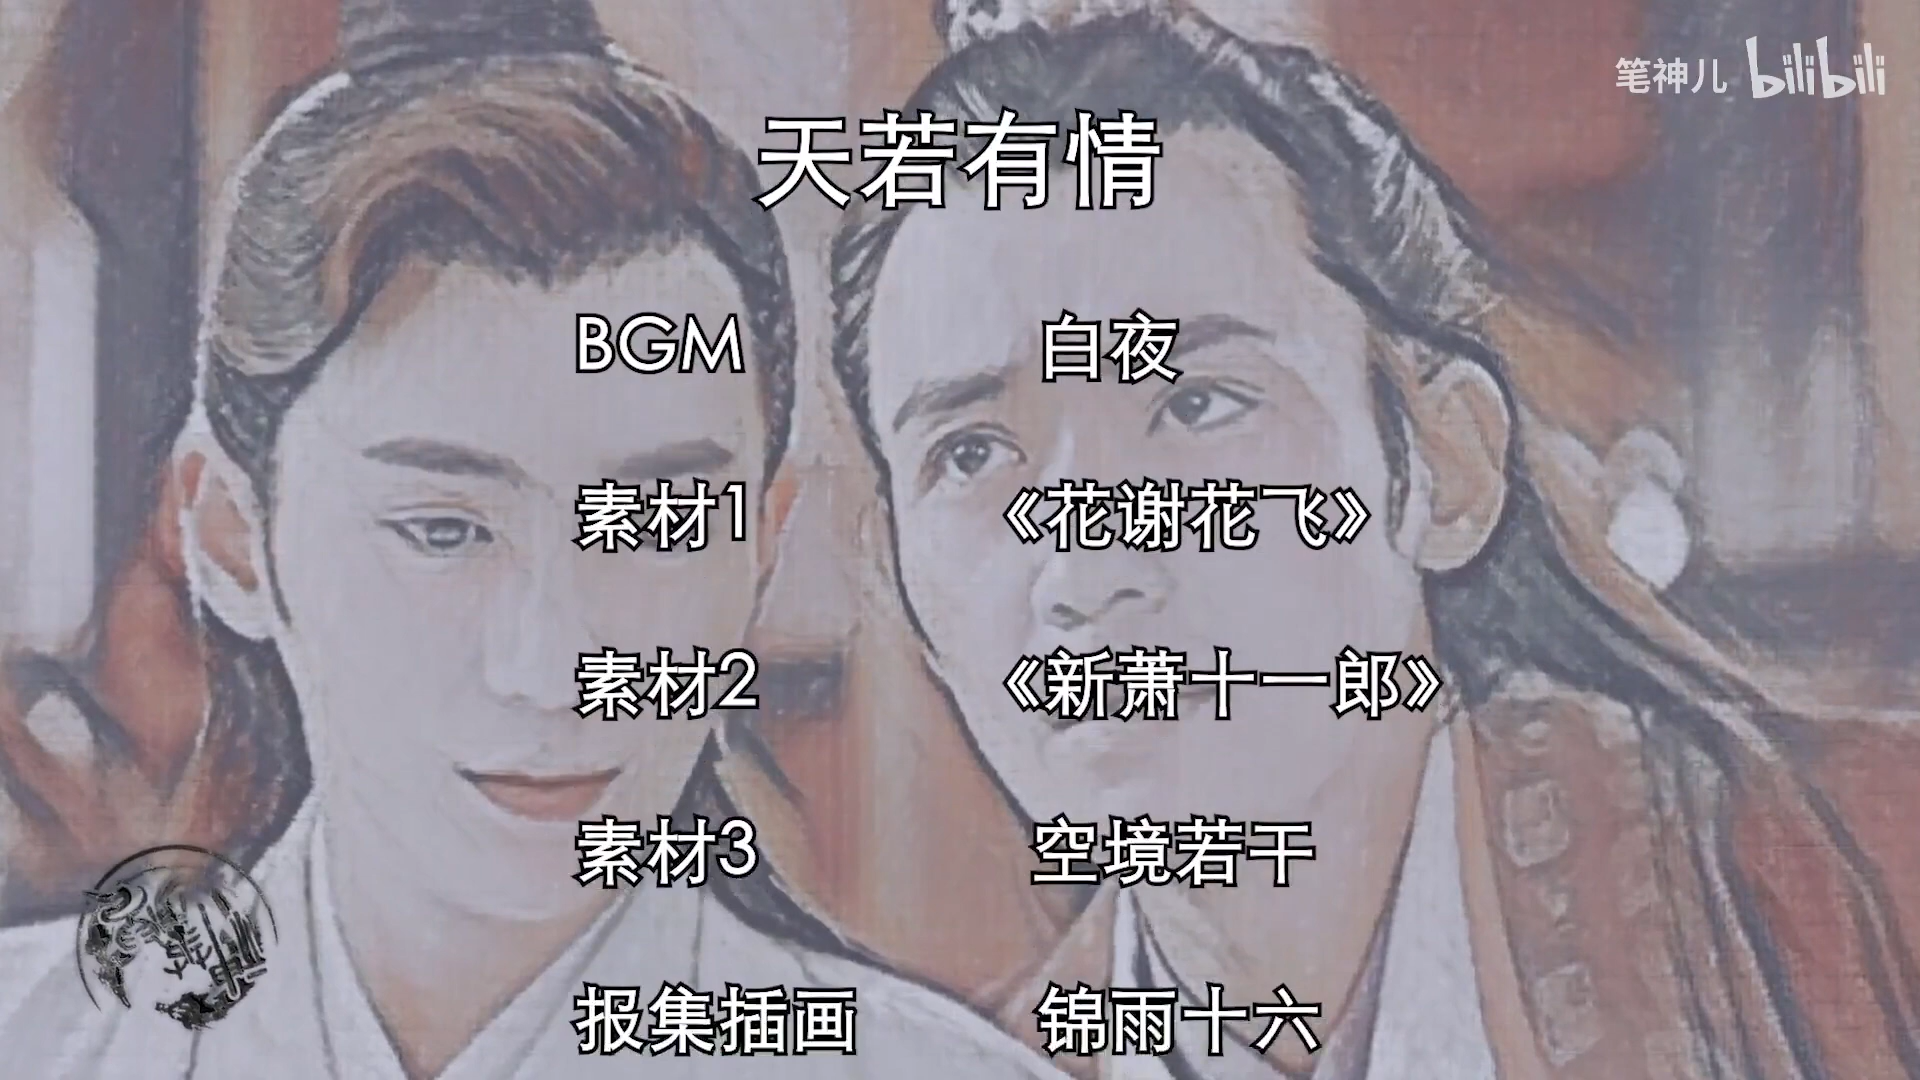 笔神儿 bilibili
天若有情
BGM 白夜
素材1 《花谢花飞》
素材2 《新萧十一郎》
素材3 空境若干
报集插画 锦雨十六